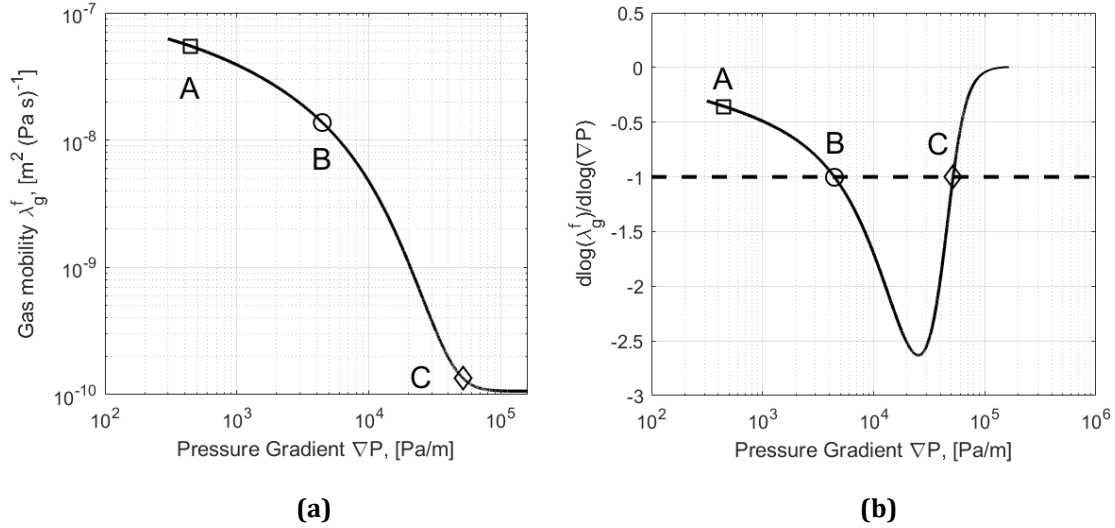 10^-7
10^-8
10^-9
10^-10
Gas mobility λ_g^f, [m^2 (Pa s)^-1]
A
B
C
10^2 10^3 10^4 10^5
Pressure Gradient ∇P, [Pa/m]
(a)
0.5
0
-0.5
-1
-1.5
-2
-2.5
-3
dlog(λ_g^f)/dlog(∇P)
A
B
C
10^2 10^3 10^4 10^5 10^6
Pressure Gradient ∇P, [Pa/m]
(b)